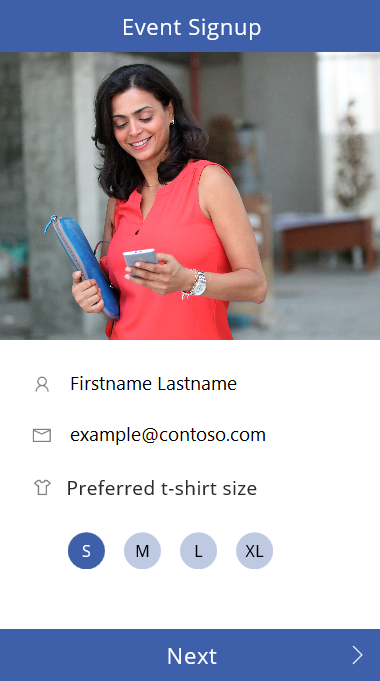 Event Signup
Firstname Lastname
example@contoso.com
Preferred t-shirt size
S M L XL
Next